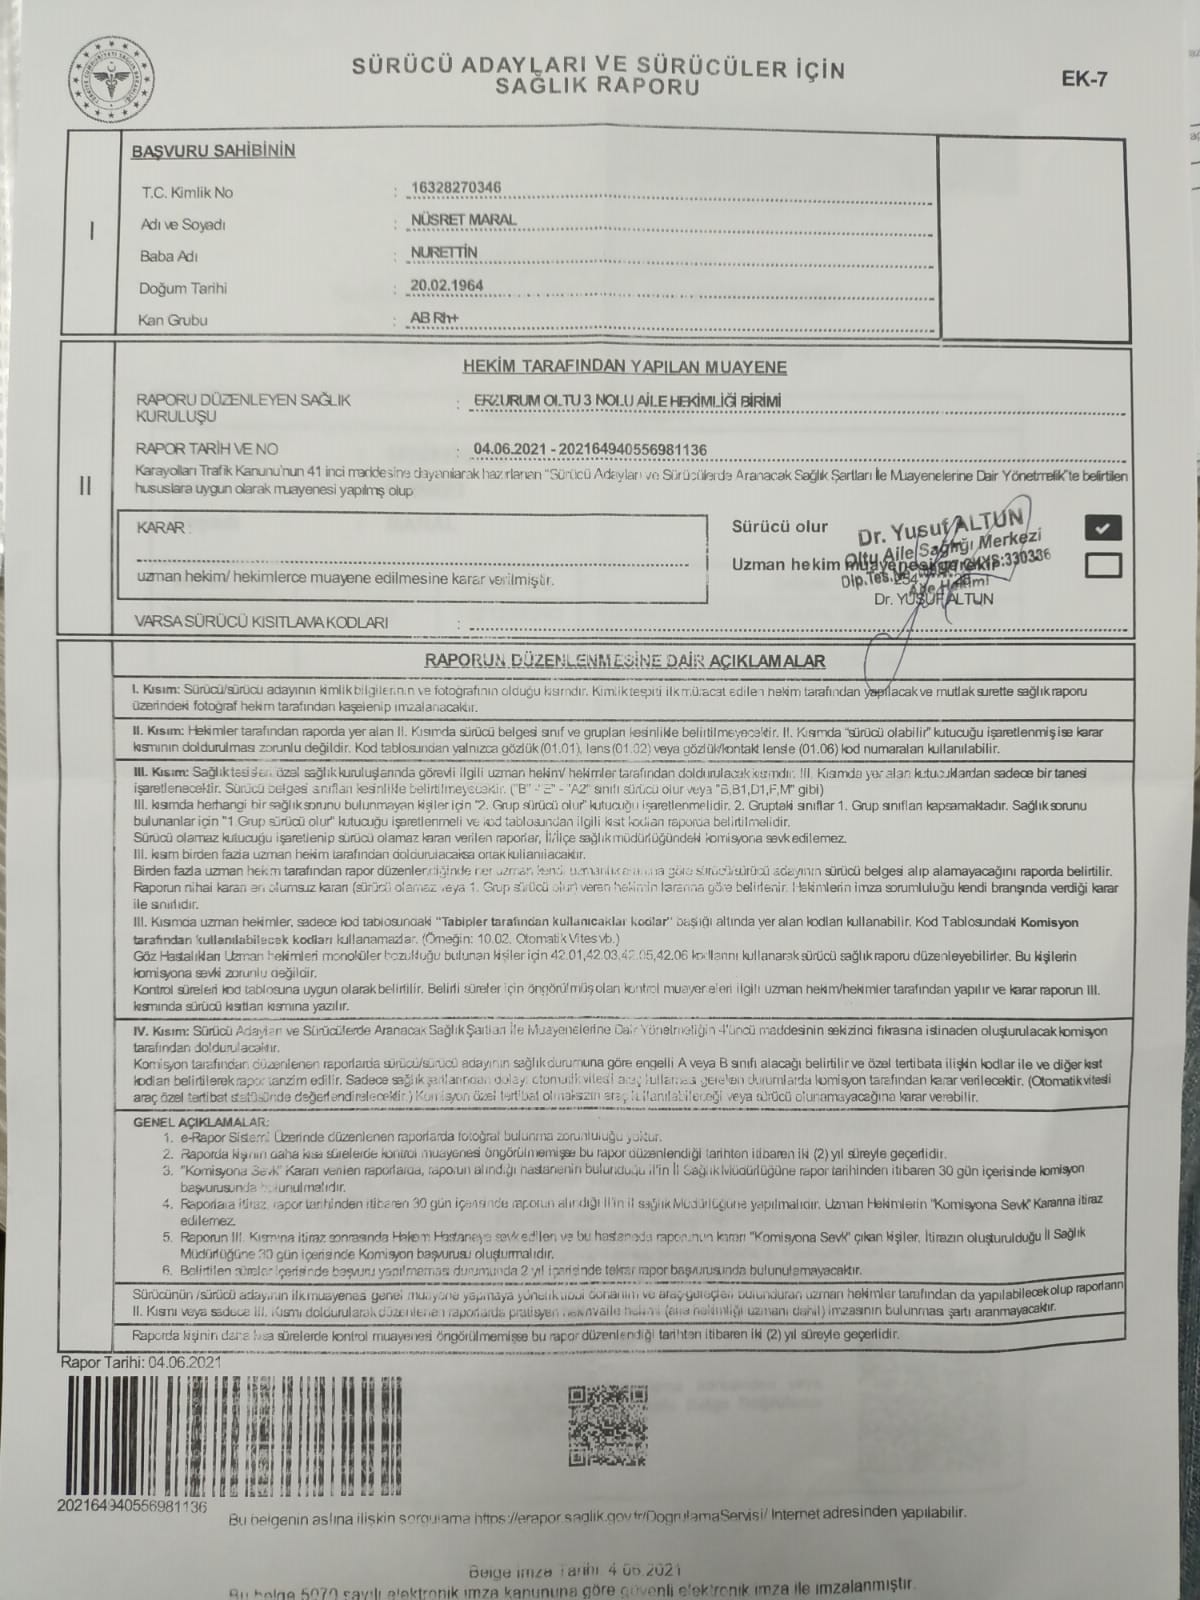 SÜRÜCÜ ADAYLARI VE SÜRÜCÜLER İÇİN
SAĞLIK RAPORU
EK-7
BAŞVURU SAHİBİNİN
I
T.C. Kimlik No : 16328270346
Adı ve Soyadı : NÜSRET MARAL
Baba Adı : NURETTİN
Doğum Tarihi : 20.02.1964
Kan Grubu : AB Rh+
II
HEKİM TARAFINDAN YAPILAN MUAYENE
RAPORU DÜZENLEYEN SAĞLIK : ERZURUM OLTU 3 NOLU AİLE HEKİMLİĞİ BİRİMİ
KURULUŞU
RAPOR TARİH VE NO : 04.06.2021 - 202164940556981136
Karayolları Trafik Kanunu'nun 41 inci maddesine dayanılarak hazırlanan "Sürücü Adayları ve Sürücülerde Aranacak Sağlık Şartları İle Muayenelerine Dair Yönetmelik"te belirtilen
hususlara uygun olarak muayenesi yapılmış olup
KARAR :
uzman hekim/ hekimlerce muayene edilmesine karar verilmiştir.
Sürücü olur
Uzman hekim muayenesi gerekir
Dr. Yusuf ALTUN
Oltu Aile Sağlığı Merkezi
Dip.Tes.No
:330336
Aile Hekimi
Dr. YUSUF ALTUN
VARSA SÜRÜCÜ KISITLAMA KODLARI :
RAPORUN DÜZENLENMESİNE DAİR AÇIKLAMALAR
I. Kısım: Sürücü/sürücü adayının kimlik bilgilerinin ve fotoğrafının olduğu kısımdır. Kimlik tespiti ilk müracat edilen hekim tarafından yapılacak ve mutlak surette sağlık raporu
üzerindeki fotoğraf hekim tarafından kaşelenip imzalanacaktır.
II. Kısım: Hekimler tarafından raporda yer alan II. Kısımda sürücü belgesi sınıf ve grupları kesinlikle belirtilmeyecektir. II. Kısımda "sürücü olabilir" kutucuğu işaretlenmiş ise karar
kısmının doldurulması zorunlu değildir. Kod tablosundan yalnızca gözlük (01.01), lens (01.02) veya gözlük/kontakt lensle (01.06) kod numaraları kullanılabilir.
III. Kısım: Sağlık tesisleri özel sağlık kuruluşlarında görevli ilgili uzman hekim/ hekimler tarafından doldurulacak kısımdır. III. Kısımda yer alan kutucuklardan sadece bir tanesi
işaretlenecektir. Sürücü belgesi sınıfları kesinlikle belirtilmeyecektir. ("B" -"E" - "A2" sınıfı sürücü olur veya "B,B1,D1,F,M" gibi)
III. kısımda herhangi bir sağlık sorunu bulunmayan kişiler için "2. Grup sürücü olur" kutucuğu işaretlenmelidir. 2. Gruptaki sınıflar 1. Grup sınıfları kapsamaktadır. Sağlık sorunu
bulunanlar için "1.Grup sürücü olur" kutucuğu işaretlenmeli ve kod tablosundan ilgili kısıt kodları raporda belirtilmelidir.
Sürücü olamaz kutucuğu işaretlenip sürücü olamaz kararı verilen raporlar, İl/ilçe sağlık müdürlüğündeki komisyona sevk edilemez.
III. kısım birden fazla uzman hekim tarafından doldurulacaksa ortak kullanılacaktır.
Birden fazla uzman hekim tarafından rapor düzenlendiğinde her uzman kendi uzmanlık alanına göre sürücü/sürücü adayının sürücü belgesi alıp alamayacağını raporda belirtilir.
Raporun nihai kararı en olumsuz kararı (sürücü olamaz veya 1. Grup sürücü olur) veren hekimin kararına göre belirlenir. Hekimlerin imza sorumluluğu kendi branşında verdiği karar
ile sınırlıdır.
III. Kısımda uzman hekimler, sadece kod tablosundaki "Tabipler tarafından kullanıcaklar kodlar" başlığı altında yer alan kodları kullanabilir. Kod Tablosundaki Komisyon
tarafından kullanılabilecek kodları kullanamazlar. (Örneğin: 10.02. Otomatik Vites vb.)
Göz Hastalıkları Uzman hekimleri monoküler bozukluğu bulunan kişiler için 42.01,42.03,42.05,42.06 kodlarını kullanarak sürücü sağlık raporu düzenleyebilirler. Bu kişilerin
komisyona sevki zorunlu değildir.
Kontrol süreleri kod tablosuna uygun olarak belirtilir. Belirli süreler için öngörülmüş olan kontrol muayeneleri ilgili uzman hekim/hekimler tarafından yapılır ve karar raporun III.
kısmında sürücü kısıtları kısmına yazılır.
IV. Kısım: Sürücü Adayları ve Sürücülerde Aranacak Sağlık Şartları İle Muayenelerine Dair Yönetmeliğin 4'üncü maddesinin sekizinci fıkrasına istinaden oluşturulacak komisyon
tarafından doldurulacaktır.
Komisyon tarafından düzenlenen raporlarda sürücü/sürücü adayının sağlık durumuna göre engelli A veya B sınıfı alacağı belirtilir ve özel tertibata ilişkin kodlar ile ve diğer kısıt
kodları belirtilerek rapor tanzim edilir. Sadece sağlık şartlarından dolayı otomatik vitesli araç kullanması gereken durumlarda komisyon tarafından karar verilecektir. (Otomatik vitesli
araç özel tertibat statüsünde değerlendirelecektir.) Komisyon özel tertibat olmaksızın araç kullanılabileceği veya sürücü olunamayacağına karar verebilir.
GENEL AÇIKLAMALAR:
1. e-Rapor Sistemi Üzerinde düzenlenen raporlarda fotoğraf bulunma zorunluluğu yoktur.
2. Raporda kişinin daha kısa sürelerde kontrol muayenesi öngörülmemişse bu rapor düzenlendiği tarihten itibaren iki (2) yıl süreyle geçerlidir.
3. "Komisyona Sevk" Kararı verilen raporlarda, raporun alındığı hastanenin bulunduğu il'in İl Sağlık Müdürlüğüne rapor tarihinden itibaren 30 gün içerisinde komisyon
başvurusunda bulunulmalıdır.
4. Raporlara itiraz, rapor tarihinden itibaren 30 gün içerisinde raporun alındığı il'in il sağlık Müdürlüğüne yapılmalıdır. Uzman Hekimlerin "Komisyona Sevk" Kararına itiraz
edilemez.
5. Raporun III. Kısmına itiraz sonrasında Hakem Hastaneye sevk edilen ve bu hastanede raporunun kararı "Komisyona Sevk" çıkan kişiler, İtirazın oluşturulduğu İl Sağlık
Müdürlüğüne 30 gün içerisinde Komisyon başvurusu oluşturmalıdır.
6. Belirtilen süreler içerisinde başvuru yapılmaması durumunda 2 yıl içerisinde tekrar rapor başvurusunda bulunulamayacaktır.
Sürücünün /sürücü adayının ilk muayenes genel muayene yapmaya yönelik tıbbi donanım ve araç gereçleri bulunduran uzman hekimler tarafından da yapılabilecek olup raporların
II. Kısmı veya sadece III. Kısmı doldurularak düzenlenen raporlarda pratisyen hekim/aile hekimi (aile hekimliği uzmanı dahil) imzasının bulunması şartı aranmayacaktır.
Raporda kişinin daha kısa sürelerde kontrol muayenesi öngörülmemişse bu rapor düzenlendiği tarihten itibaren iki (2) yıl süreyle geçerlidir.
Rapor Tarihi: 04.06.2021
202164940556981136
Bu belgenin aslına ilişkin sorgulama https://erapor.saglik.gov.tr/DogrulamaServisi/ Internet adresinden yapılabilir.
Belge İmza Tarihi 4.06.2021
Bu belge 5070 sayılı elektronik imza kanununa göre güvenli elektronik imza ile imzalanmıştır.